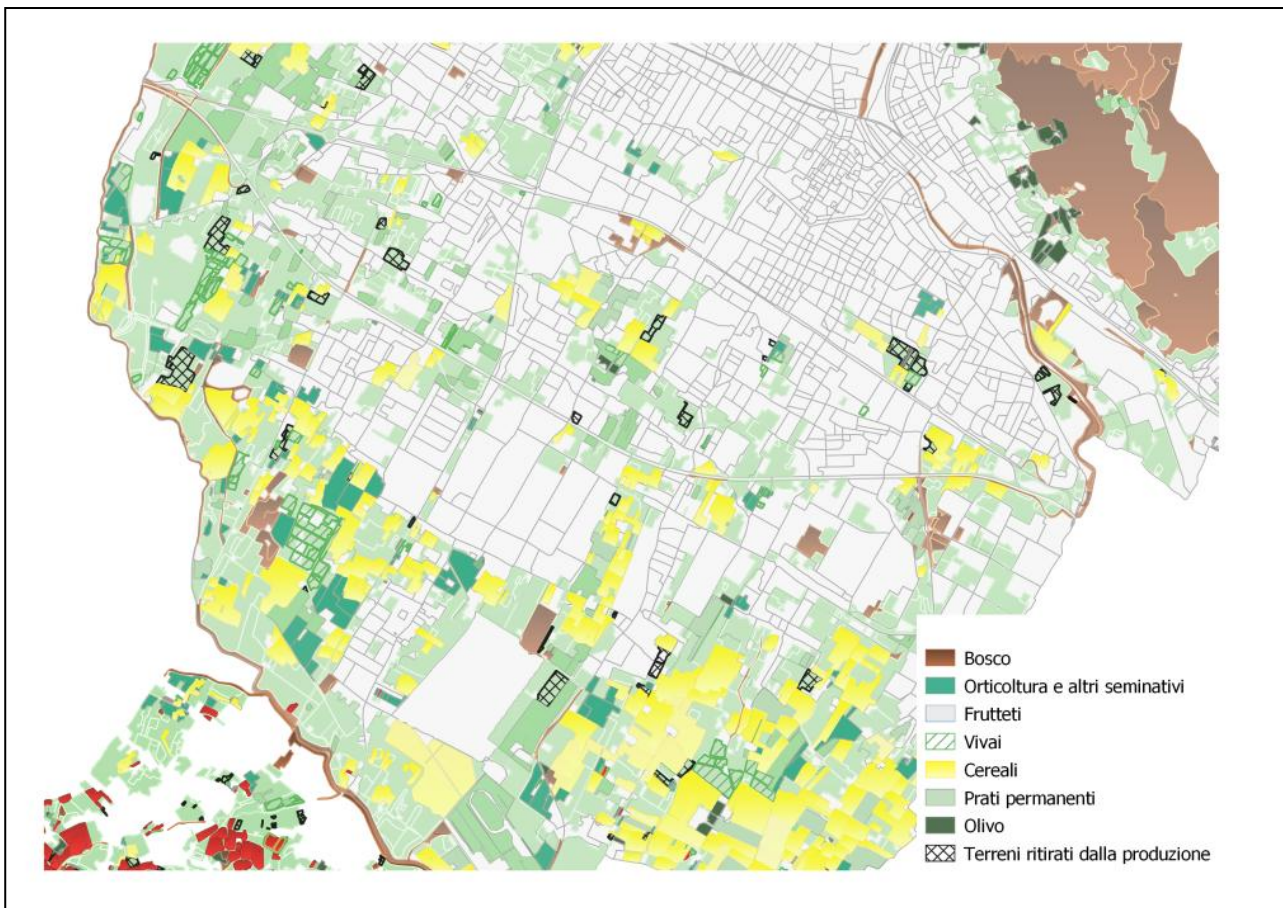 Bosco
Orticoltura e altri seminativi
Frutteti
Vivai
Cereali
Prati permanenti
Olivo
Terreni ritirati dalla produzione